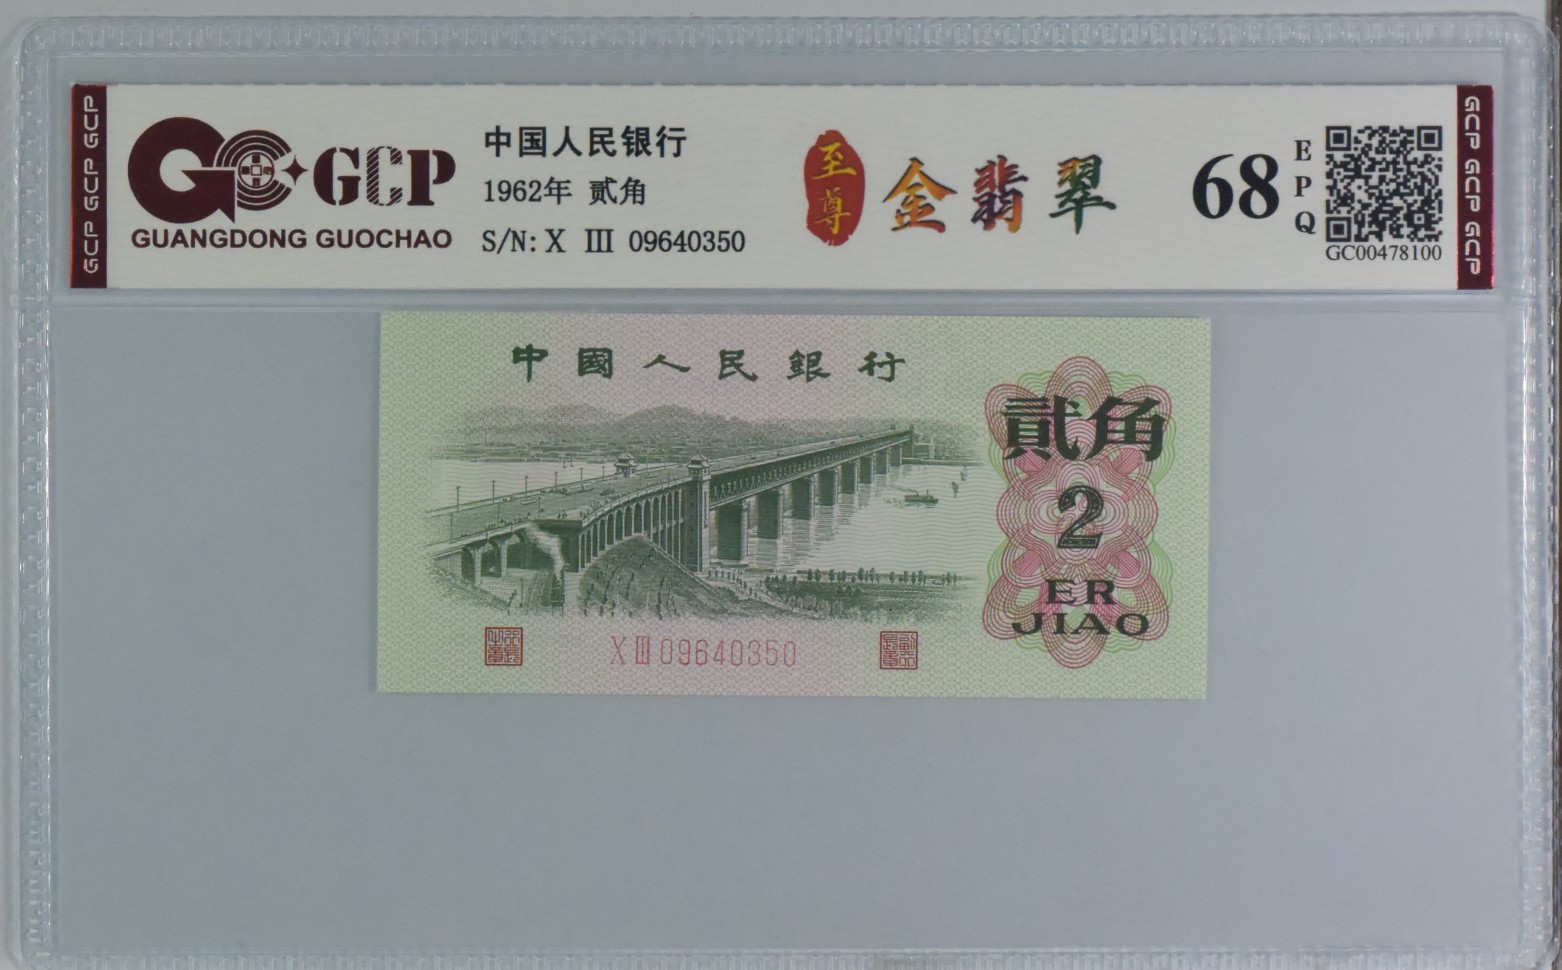 GCP GCP GCP
GCP
GUANGDONG GUOCHAO
中国人民银行
1962年 贰角
S/N: X III 09640350
至尊
金翡翠
68
EPQ
GC00478100
GCP GCP GCP
中國人民銀行
貳角
2
ER
JIAO
X III 09640350